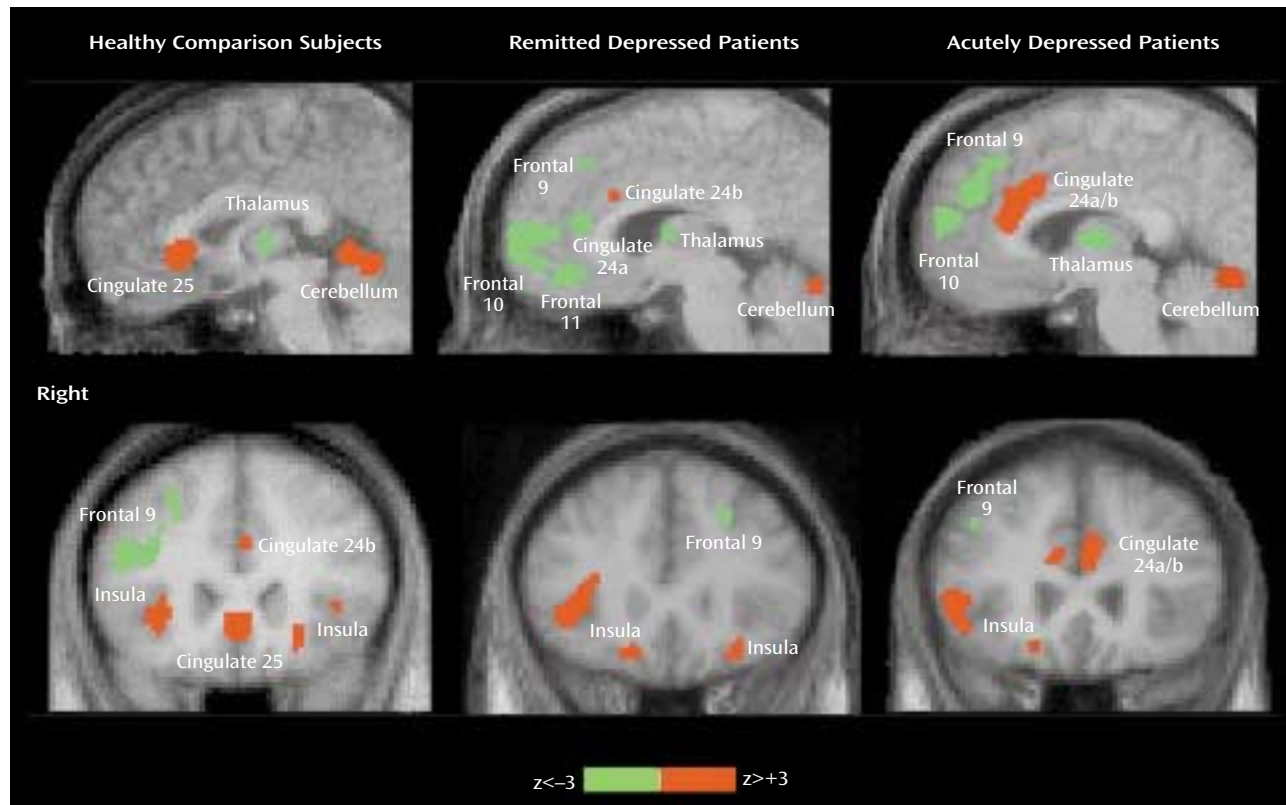 Healthy Comparison Subjects
Remitted Depressed Patients
Acutely Depressed Patients
Thalamus
Cingulate 25
Cerebellum
Frontal
9
Cingulate 24b
Cingulate
24a
Thalamus
Frontal
10
Frontal
11
Cerebellum
Frontal 9
Cingulate
24a/b
Frontal
10
Thalamus
Cerebellum
Right
Frontal 9
Cingulate 24b
Insula
Insula
Cingulate 25
Frontal 9
Insula
Insula
Frontal
9
Cingulate
24a/b
Insula
z<–3
z>+3